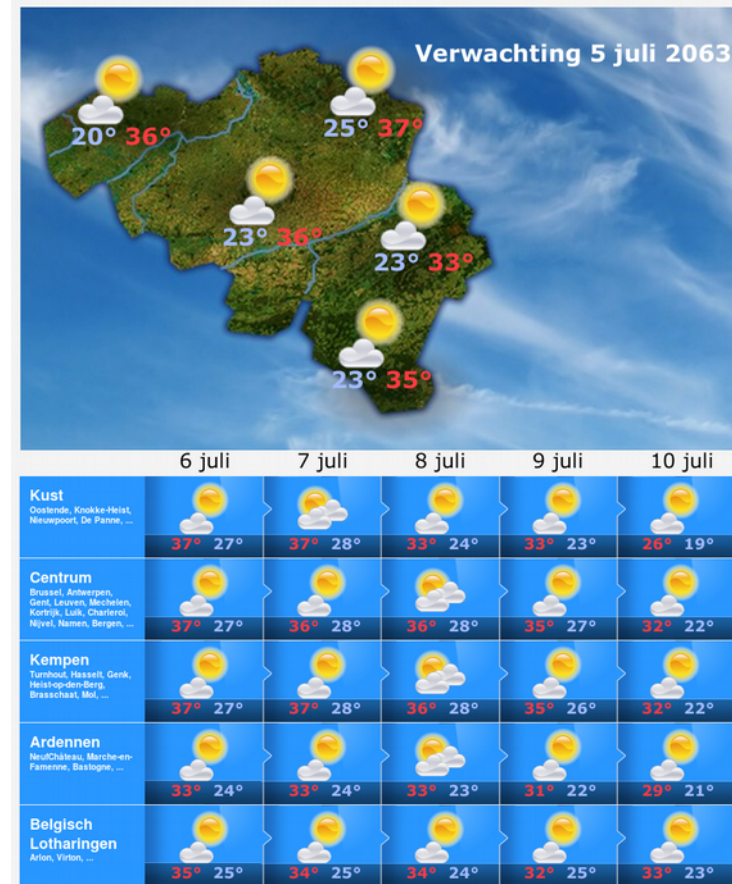 Verwachting 5 juli 2063
20° 36°
25° 37°
23° 36°
23° 33°
23° 35°
6 juli 7 juli 8 juli 9 juli 10 juli
Kust
Oostende, Knokke-Heist,
Nieuwpoort, De Panne, ...
37° 27° 37° 28° 33° 24° 33° 23° 26° 19°
Centrum
Brussel, Antwerpen,
Gent, Leuven, Mechelen,
Kortrijk, Luik, Charleroi,
Nijvel, Namen, Bergen, ...
37° 27° 36° 28° 36° 28° 35° 27° 32° 22°
Kempen
Turnhout, Hasselt, Genk,
Heist-op-den-Berg,
Brasschaat, Mol, ...
37° 27° 37° 28° 36° 28° 35° 26° 32° 22°
Ardennen
NeufChâteau, Marche-en-
Famenne, Bastogne, ...
33° 24° 33° 24° 33° 23° 31° 22° 29° 21°
Belgisch
Lotharingen
Arlon, Virton, ...
35° 25° 34° 25° 34° 24° 32° 25° 33° 23°